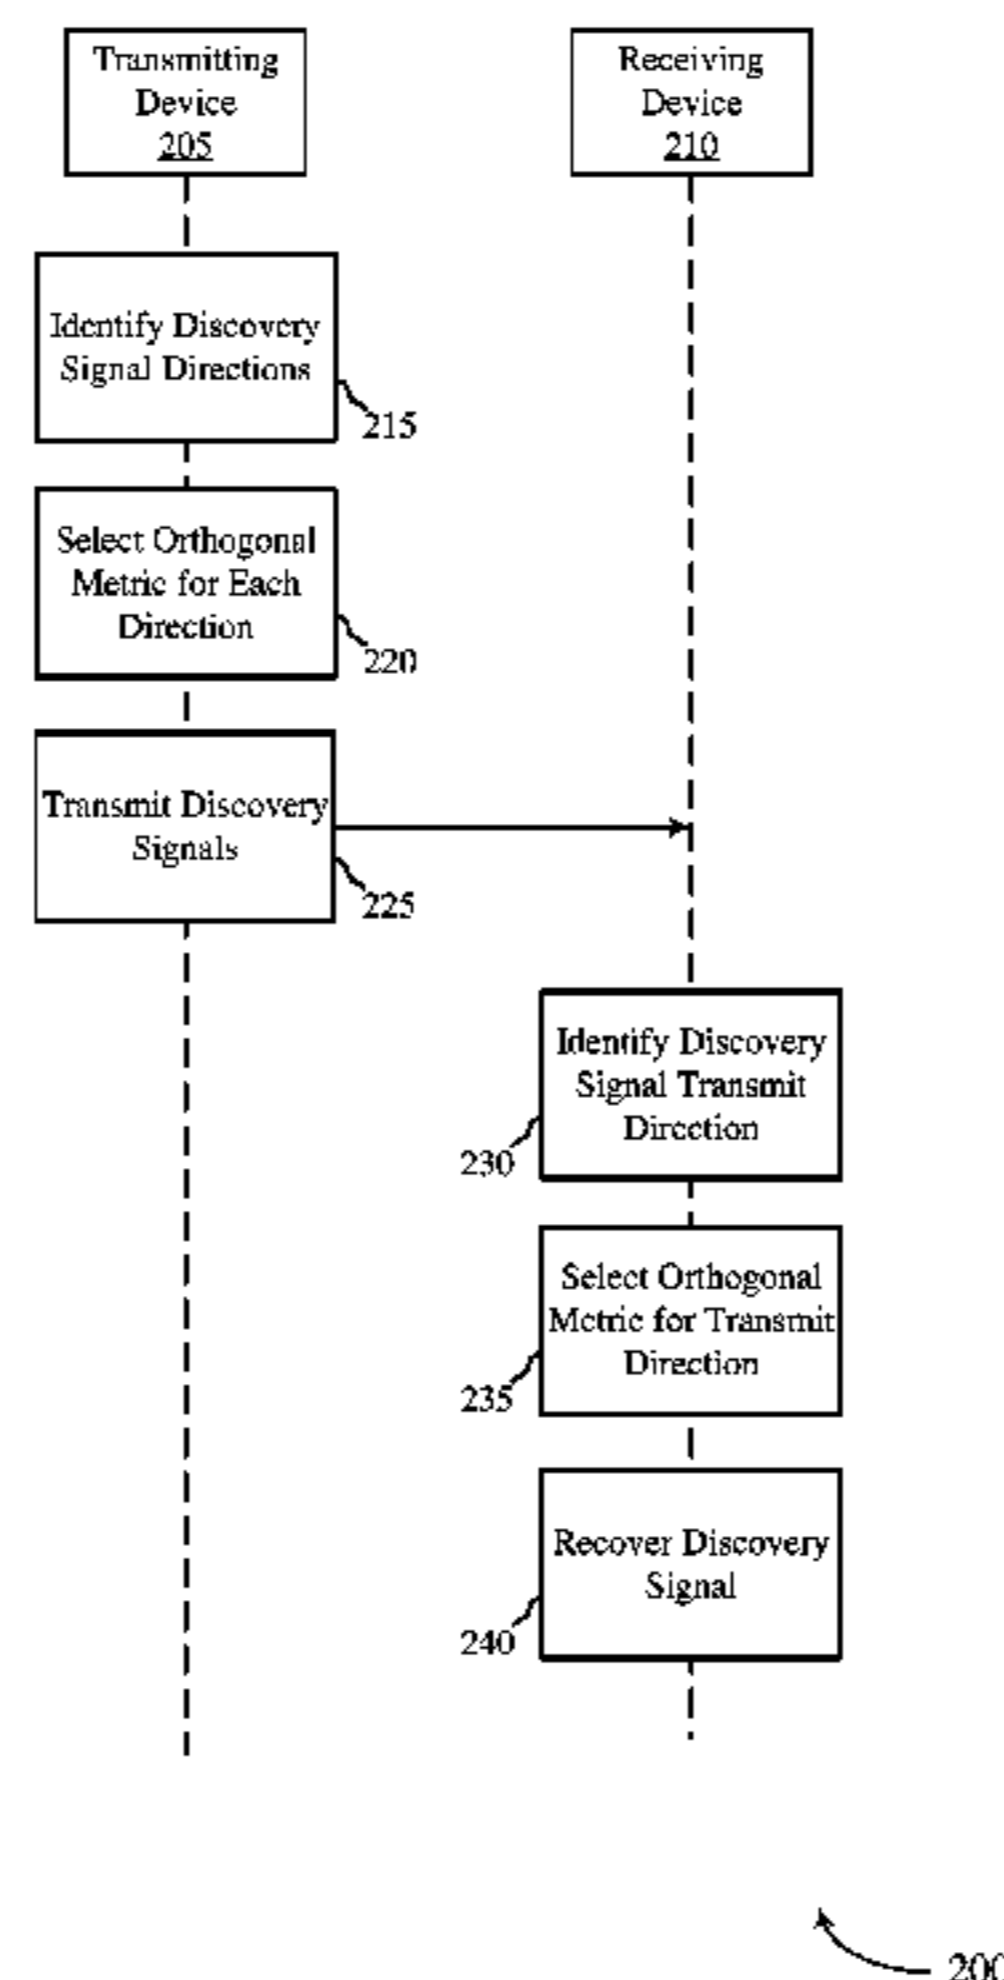 Transmitting
Device
205
Receiving
Device
210
Identify Discovery
Signal Directions
215
Select Orthogonal
Metric for Each
Direction
220
Transmit Discovery
Signals
225
Identify Discovery
Signal Transmit
Direction
230
Select Orthogonal
Metric for Transmit
Direction
235
Recover Discovery
Signal
240
200